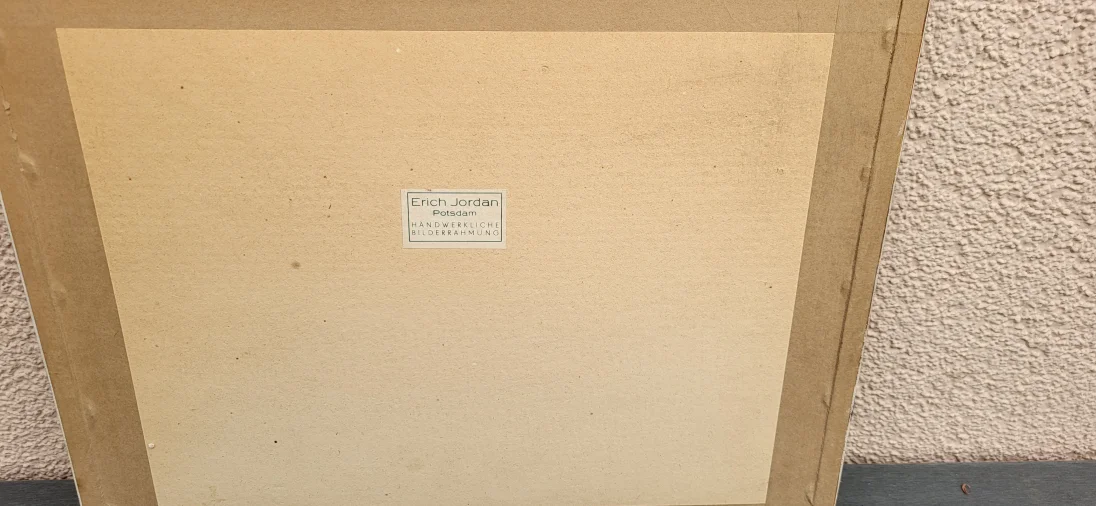 Erich Jordan
Potsdam
HANDWERKLICHE
BILDERRAHMUNG